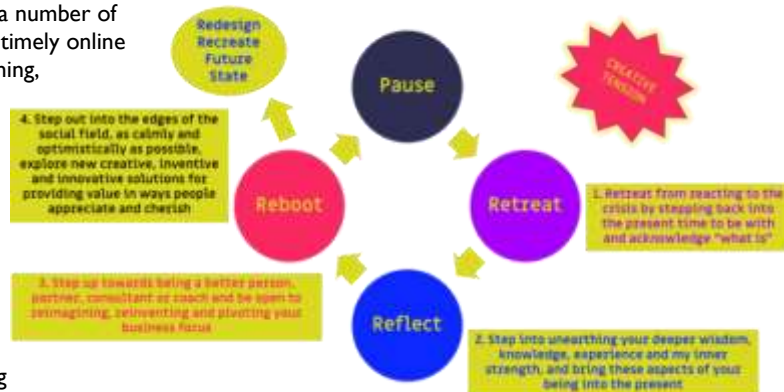 a number of
timely online
ning,
Redesign
Recreate
Future
State
Pause
CREATIVE
TENSION
4. Step out into the edges of the
social field, as calmly and
optimistically as possible,
explore new creative, inventive
and innovative solutions for
providing value in ways people
appreciate and cherish
Reboot
Retreat
1. Retreat from reacting to the
crisis by stepping back into
the present time to be with
and acknowledge "what is"
3. Step up towards being a better person,
partner, consultant or coach and be open to
reimagining, reinventing and pivoting your
business focus
Reflect
2. Step into unearthing your deeper wisdom,
knowledge, experience and my inner
strength, and bring these aspects of your
being into the present
g